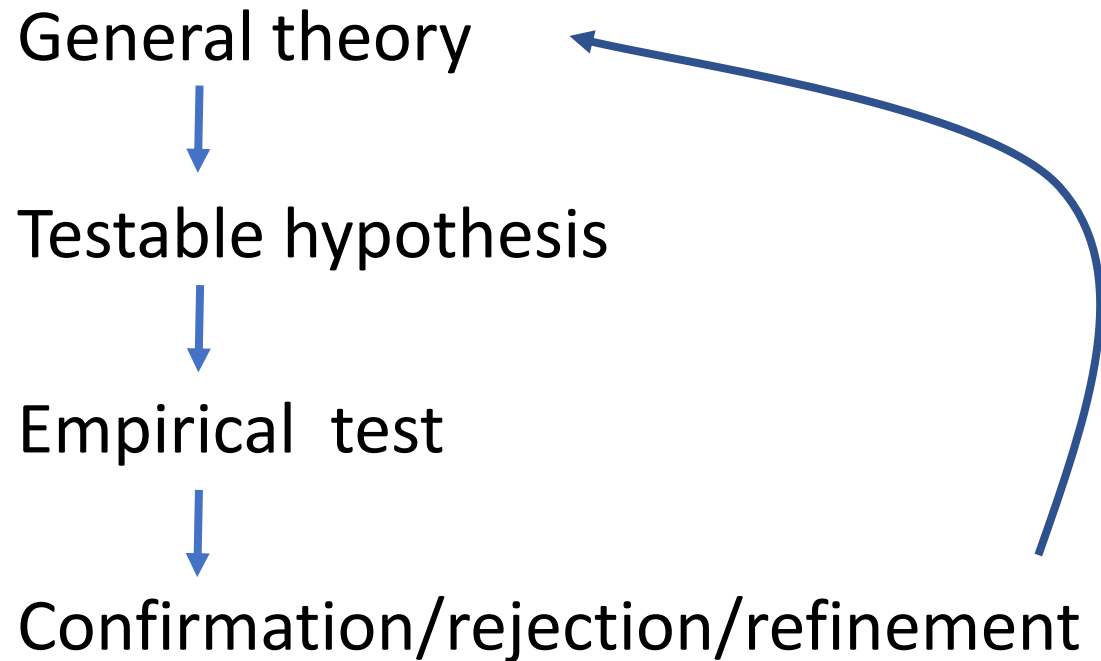 General theory
Testable hypothesis
Empirical  test
Confirmation/rejection/refinement